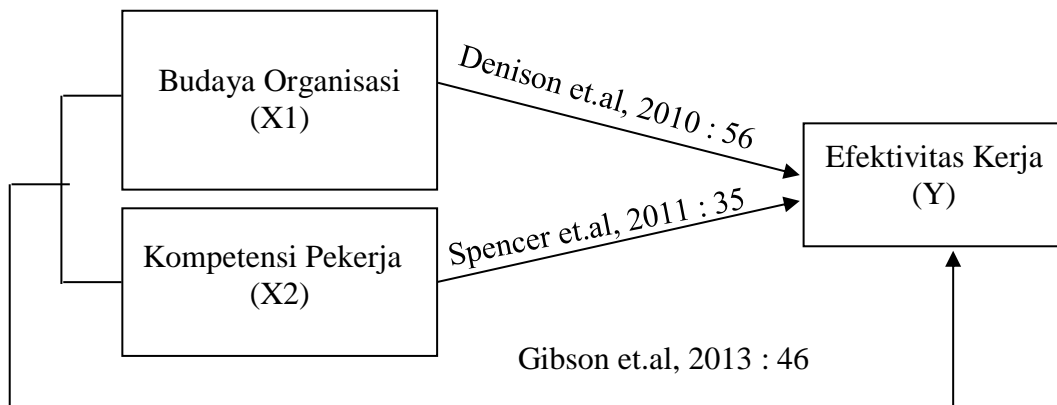 Budaya Organisasi
(X1)
Denison et.al, 2010 : 56
Efektivitas Kerja
(Y)
Kompetensi Pekerja
(X2)
Spencer et.al, 2011 : 35
Gibson et.al, 2013 : 46